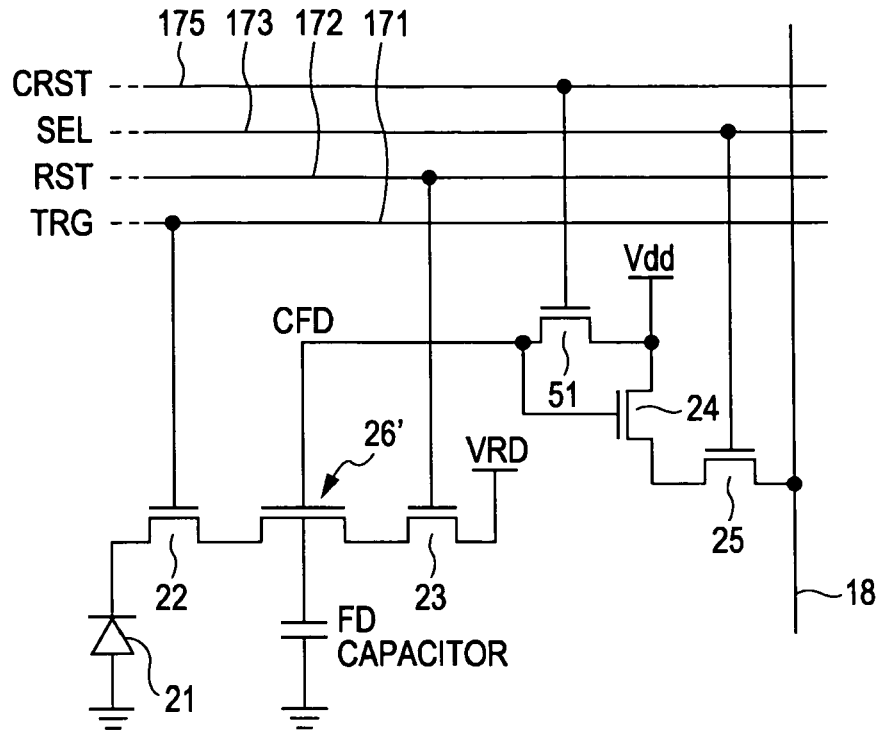 175 173 172 171
CRST
SEL
RST
TRG
Vdd
CFD
51
24
26’
VRD
25
22
23
18
FD
CAPACITOR
21